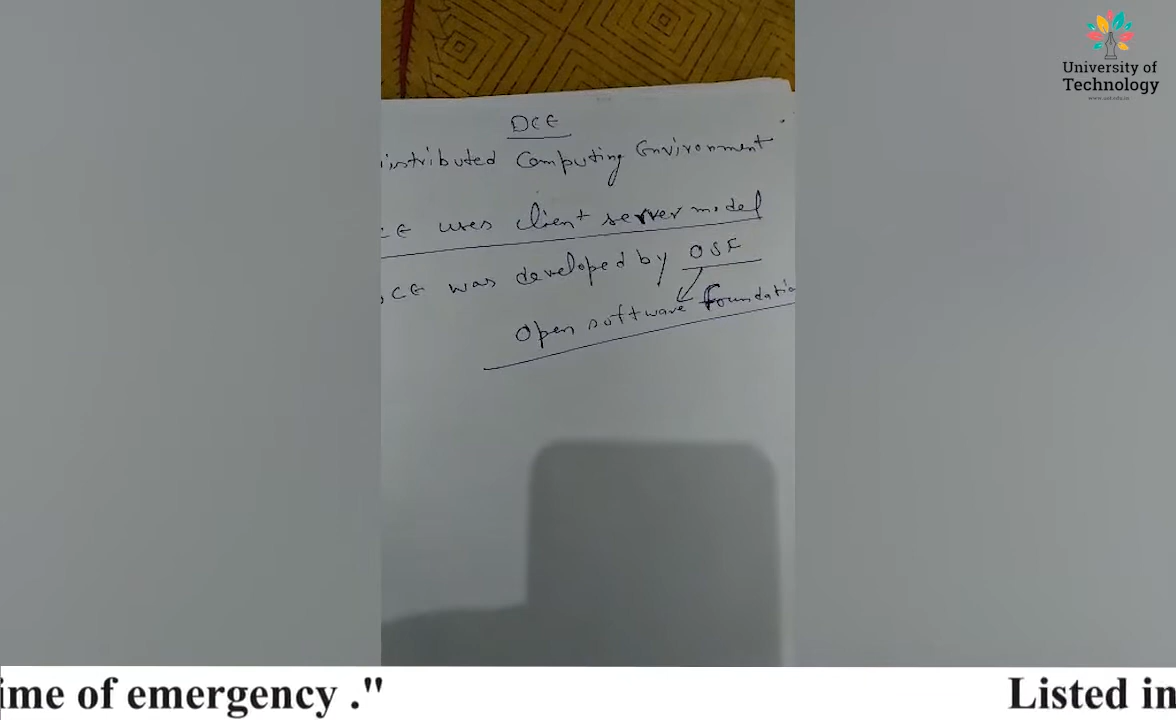 University of
Technology
DCE
istributed Computing Environment
CE uses client server model
CE was developed by OSF
Open software Foundatio
ime of emergency ."
Listed in